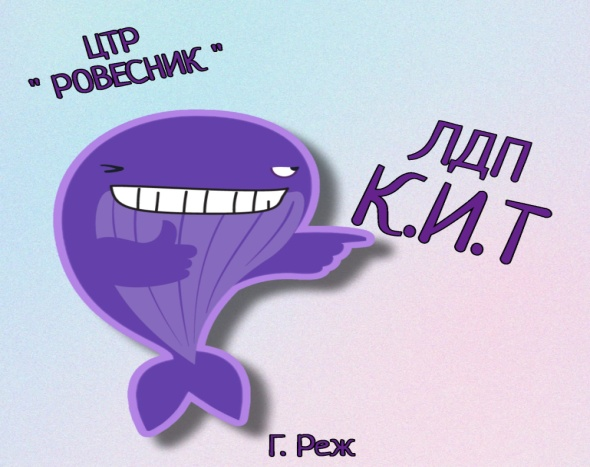 ЦТР
" РОВЕСНИК "
ЛДП
К.И.Т
Г. Реж